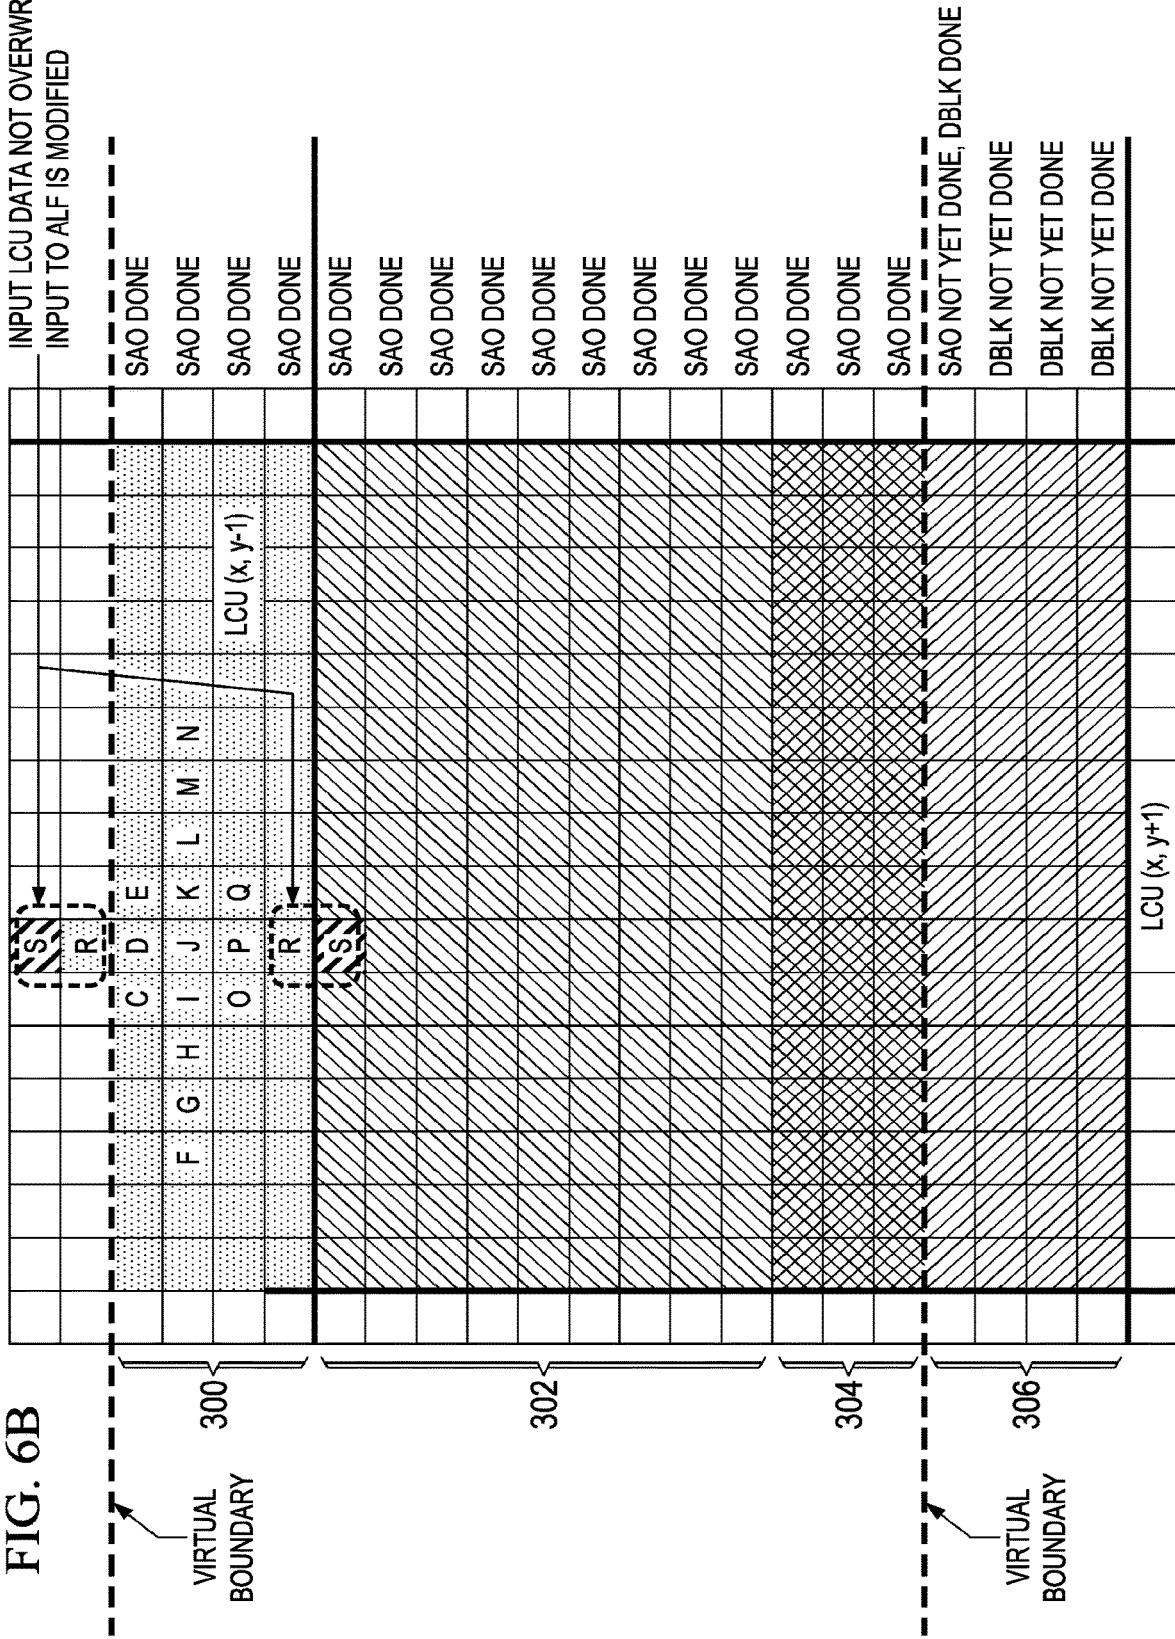 FIG. 6B
INPUT LCU DATA NOT OVERWR
INPUT TO ALF IS MODIFIED
S
R
VIRTUAL
BOUNDARY
300
C D E
SAO DONE
F G H I J K L M N
SAO DONE
O P Q
LCU (x, y-1)
SAO DONE
R
SAO DONE
S
SAO DONE
SAO DONE
SAO DONE
SAO DONE
302
SAO DONE
SAO DONE
SAO DONE
SAO DONE
SAO DONE
SAO DONE
304
SAO DONE
SAO DONE
VIRTUAL
BOUNDARY
306
SAO NOT YET DONE, DBLK DONE
DBLK NOT YET DONE
DBLK NOT YET DONE
DBLK NOT YET DONE
LCU (x, y+1)